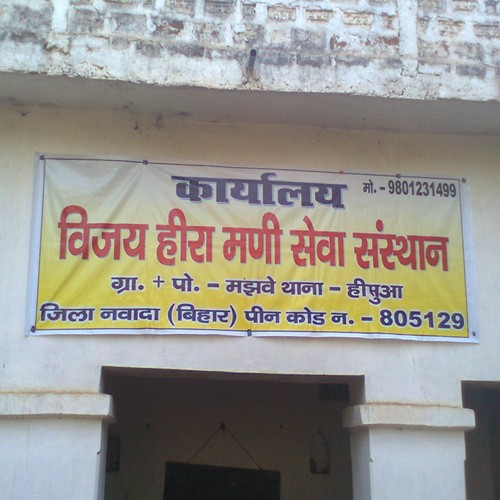 कार्यालय मो. - 9801231499
विजय हीरा मणी सेवा संस्थान
ग्रा. + पो. - मझवे थाना - हीपुआ
जिला नवादा (बिहार) पीन कोड न. - 805129